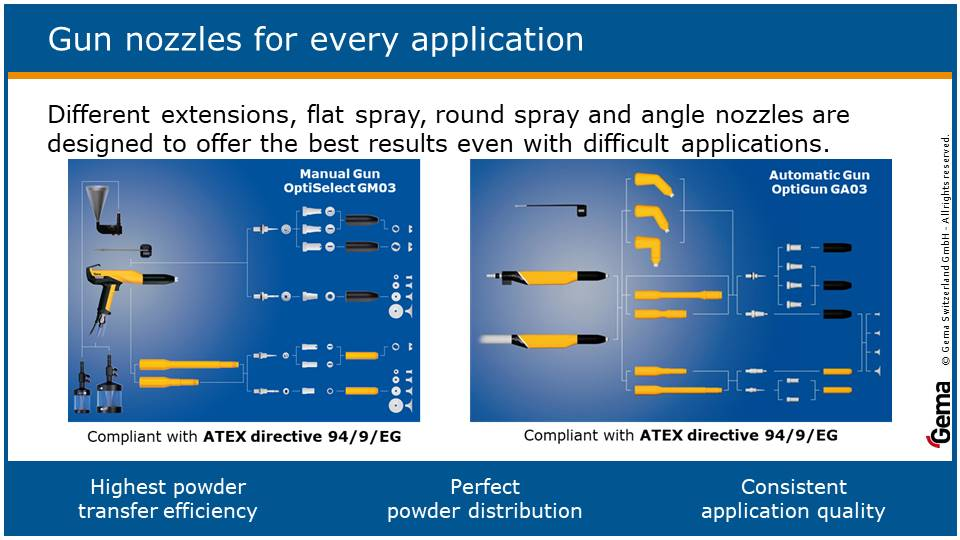 Gun nozzles for every application
Different extensions, flat spray, round spray and angle nozzles are
designed to offer the best results even with difficult applications.
Manual Gun
OptiSelect GM03
Automatic Gun
OptiGun GA03
Compliant with ATEX directive 94/9/EG
Compliant with ATEX directive 94/9/EG
© Gema Switzerland GmbH - All rights reserved.
Gema
Highest powder
transfer efficiency
Perfect
powder distribution
Consistent
application quality